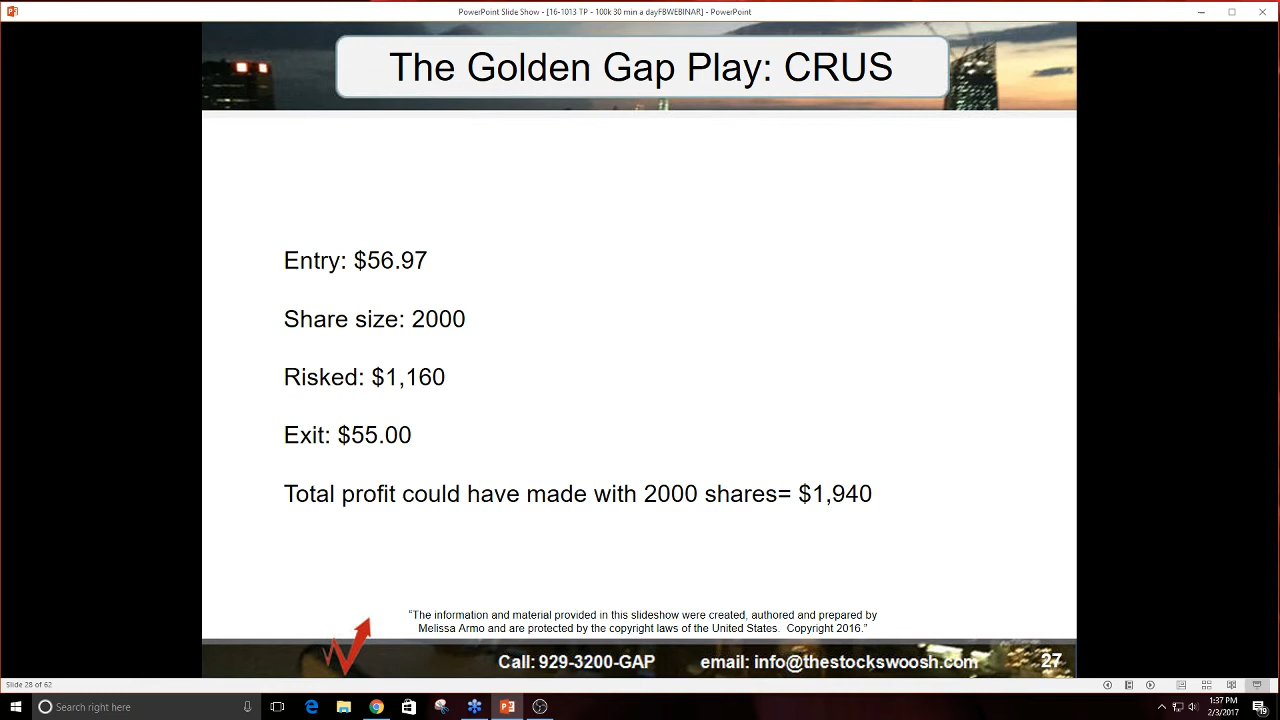 PowerPoint Slide Show - [16-1013 TP - 100k 30 min a dayFBWEBINAR] - PowerPoint
The Golden Gap Play: CRUS
Entry: $56.97
Share size: 2000
Risked: $1,160
Exit: $55.00
Total profit could have made with 2000 shares= $1,940
“The information and material provided in this slideshow were created, authored and prepared by
Melissa Armo and are protected by the copyright laws of the United States. Copyright 2016.”
Call: 929-3200-GAP email: info@thestockswoosh.com 27
Slide 28 of 62
Search right here
1:37 PM
2/3/2017
19